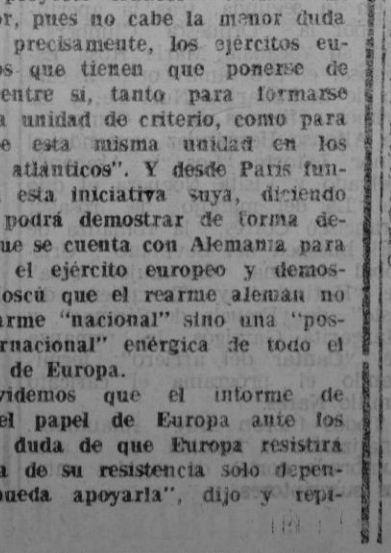 or, pues no cabe la menor duda
precisamente, los ejércitos eu-
os que tienen que ponerse de
entre sí, tanto para formarse
a unidad de criterio, como para
e esta misma unidad en los
atlánticos". Y desde París fun-
esta iniciativa suya, diciendo
podrá demostrar de forma de-
ue se cuenta con Alemania para
el ejército europeo y demos-
oscú que el rearme alemán no
arme "nacional" sino una "pos-
rnacional" enérgica de todo el
de Europa.
videmos que el informe de
el papel de Europa ante los
duda de que Europa resistirá
a de su resistencia solo depen-
ueda apoyarla", dijo y repi-